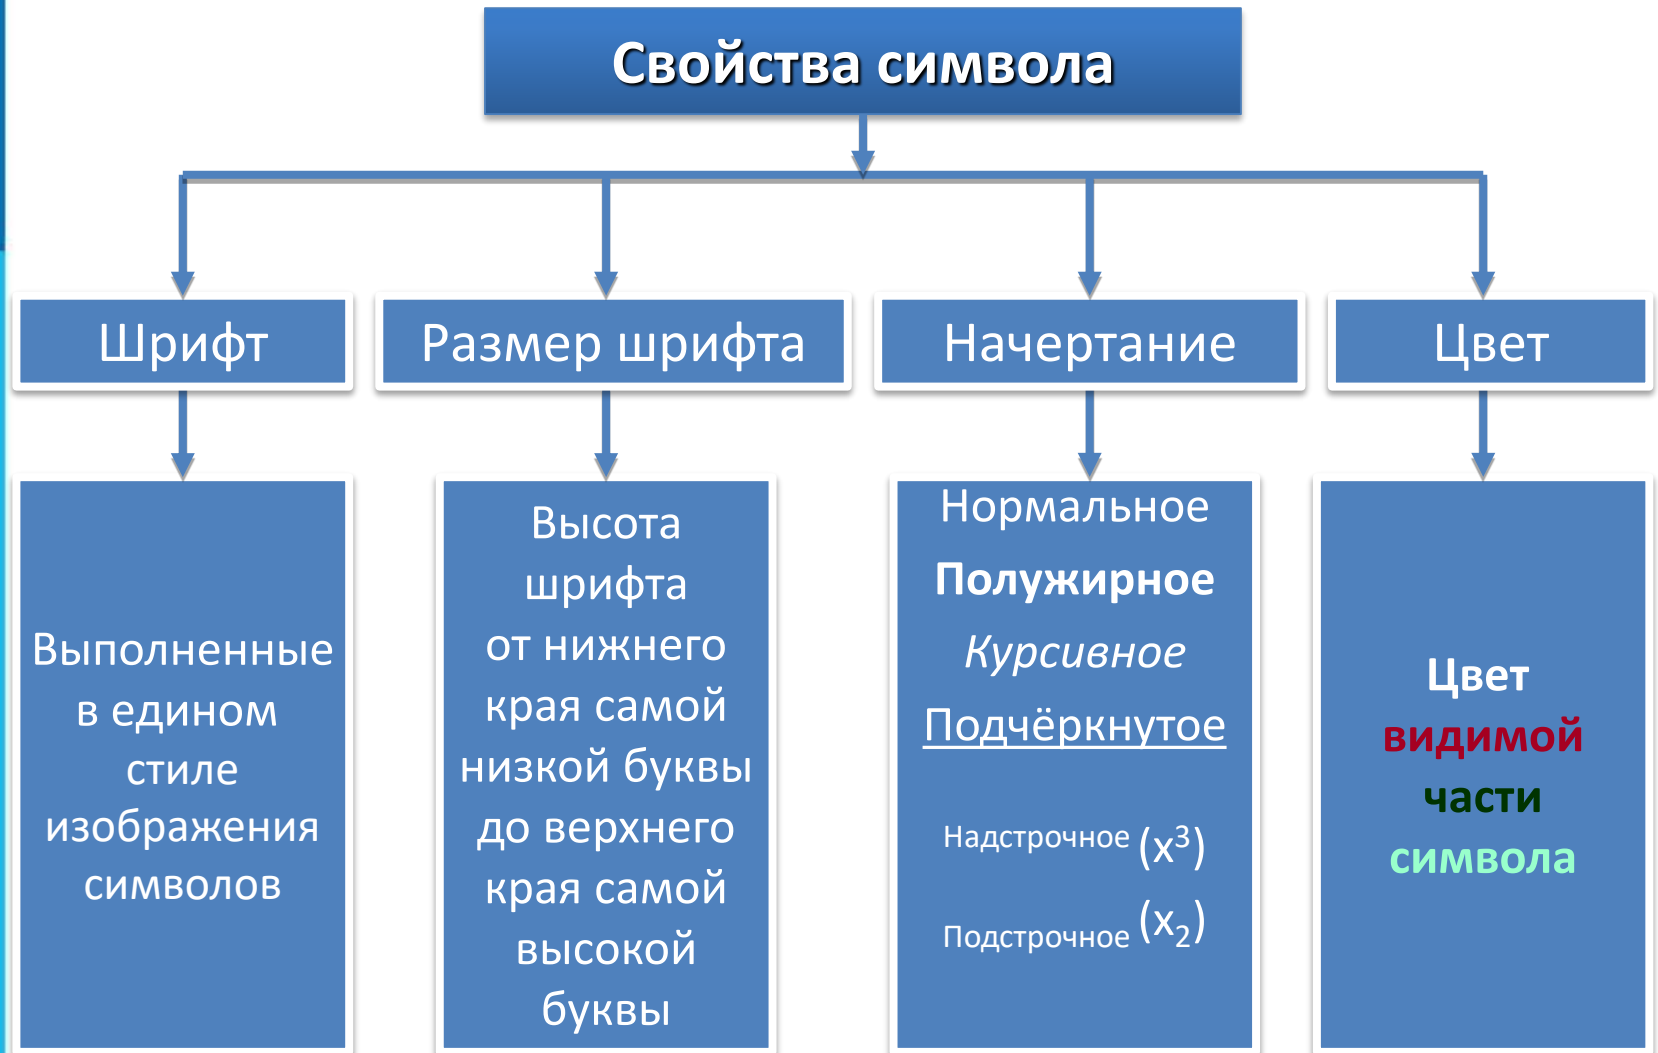 Свойства символа
Шрифт
Размер шрифта
Начертание
Цвет
Выполненные
в едином
стиле
изображения
символов
Высота
шрифта
от нижнего
края самой
низкой буквы
до верхнего
края самой
высокой
буквы
Нормальное
Полужирное
Курсивное
Подчёркнутое
Надстрочное (x³)
Подстрочное (x₂)
Цвет
видимой
части
символа